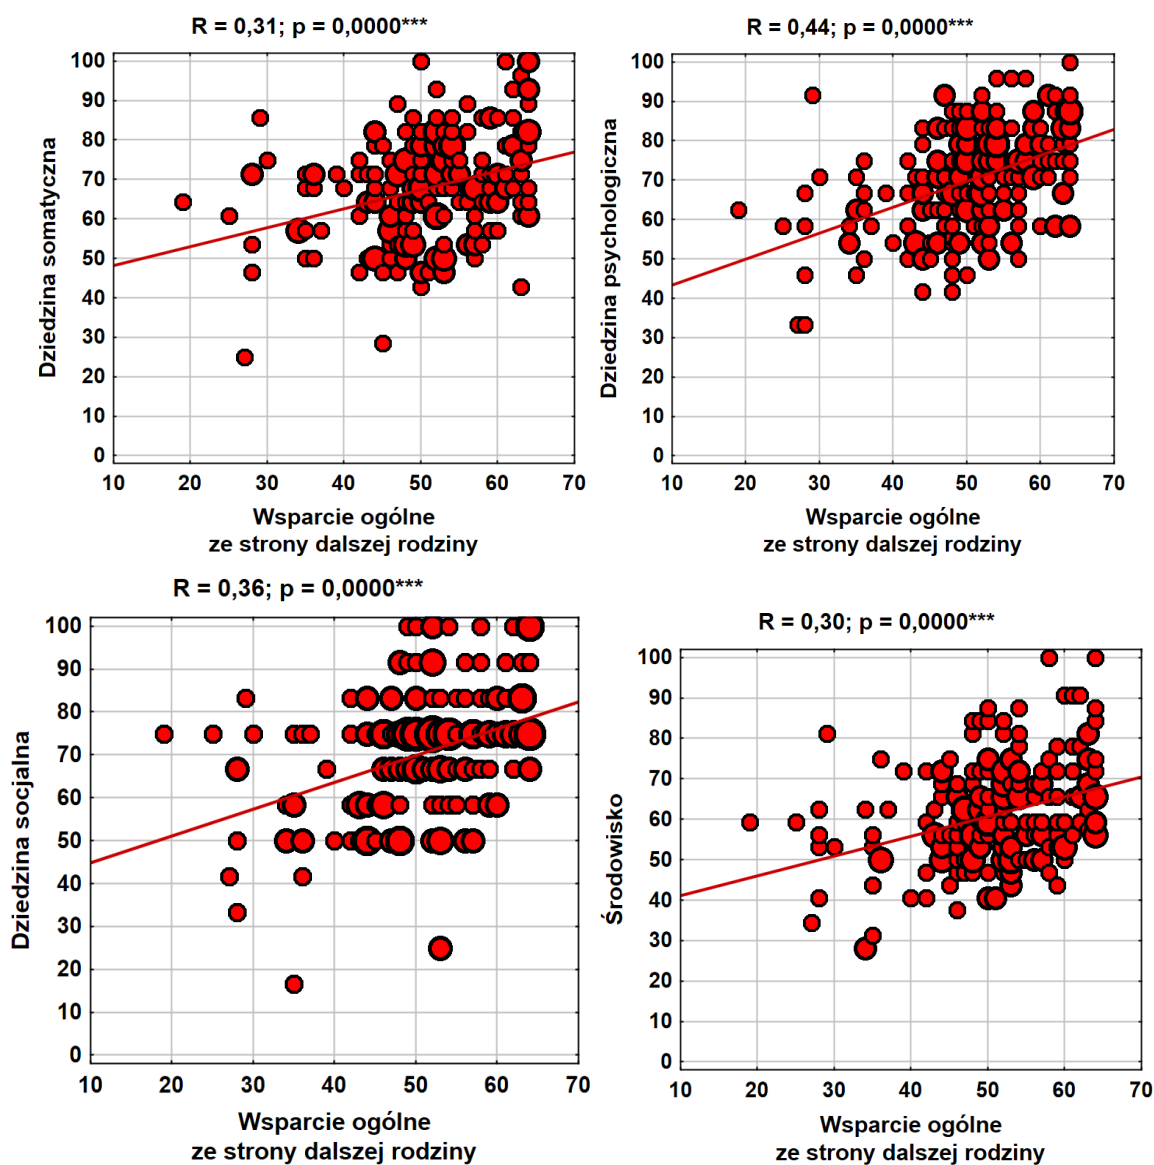 R = 0,31; p = 0,0000***
Dziedzina somatyczna
100
90
80
70
60
50
40
30
20
10
0
10 20 30 40 50 60 70
Wsparcie ogólne
ze strony dalszej rodziny
R = 0,44; p = 0,0000***
Dziedzina psychologiczna
100
90
80
70
60
50
40
30
20
10
0
10 20 30 40 50 60 70
Wsparcie ogólne
ze strony dalszej rodziny
R = 0,36; p = 0,0000***
Dziedzina socjalna
100
90
80
70
60
50
40
30
20
10
0
10 20 30 40 50 60 70
Wsparcie ogólne
ze strony dalszej rodziny
R = 0,30; p = 0,0000***
Środowisko
100
90
80
70
60
50
40
30
20
10
0
10 20 30 40 50 60 70
Wsparcie ogólne
ze strony dalszej rodziny